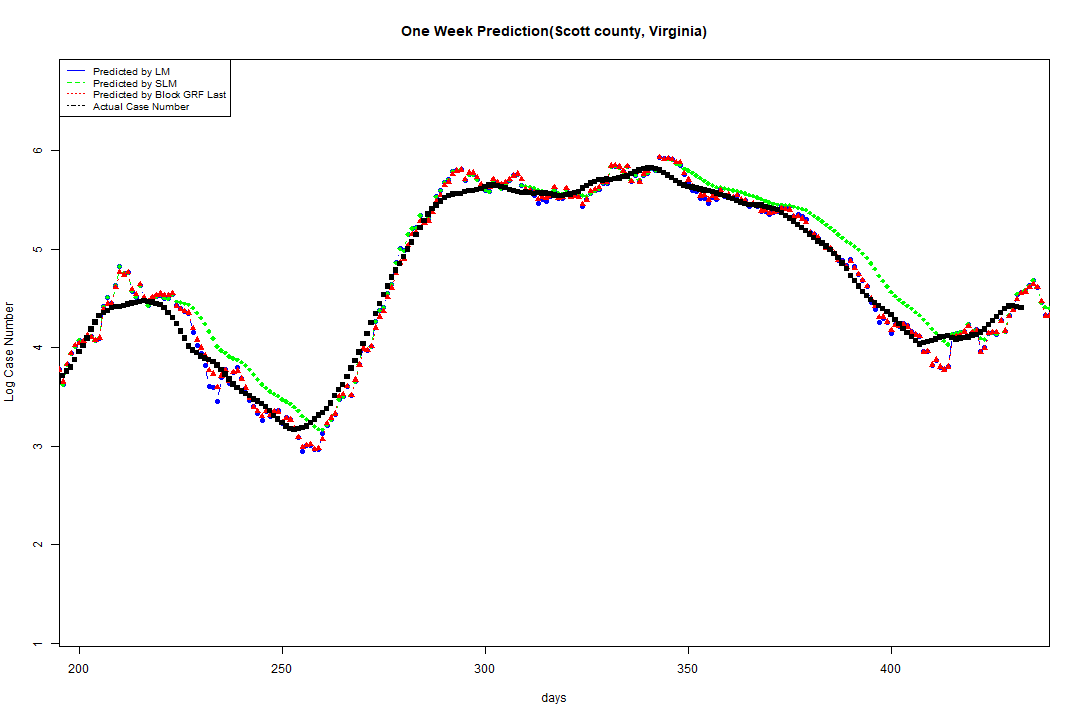 One Week Prediction(Scott county, Virginia)
Predicted by LM
Predicted by SLM
Predicted by Block GRF Last
Actual Case Number
6
5
4
3
2
1
Log Case Number
200 250 300 350 400
days